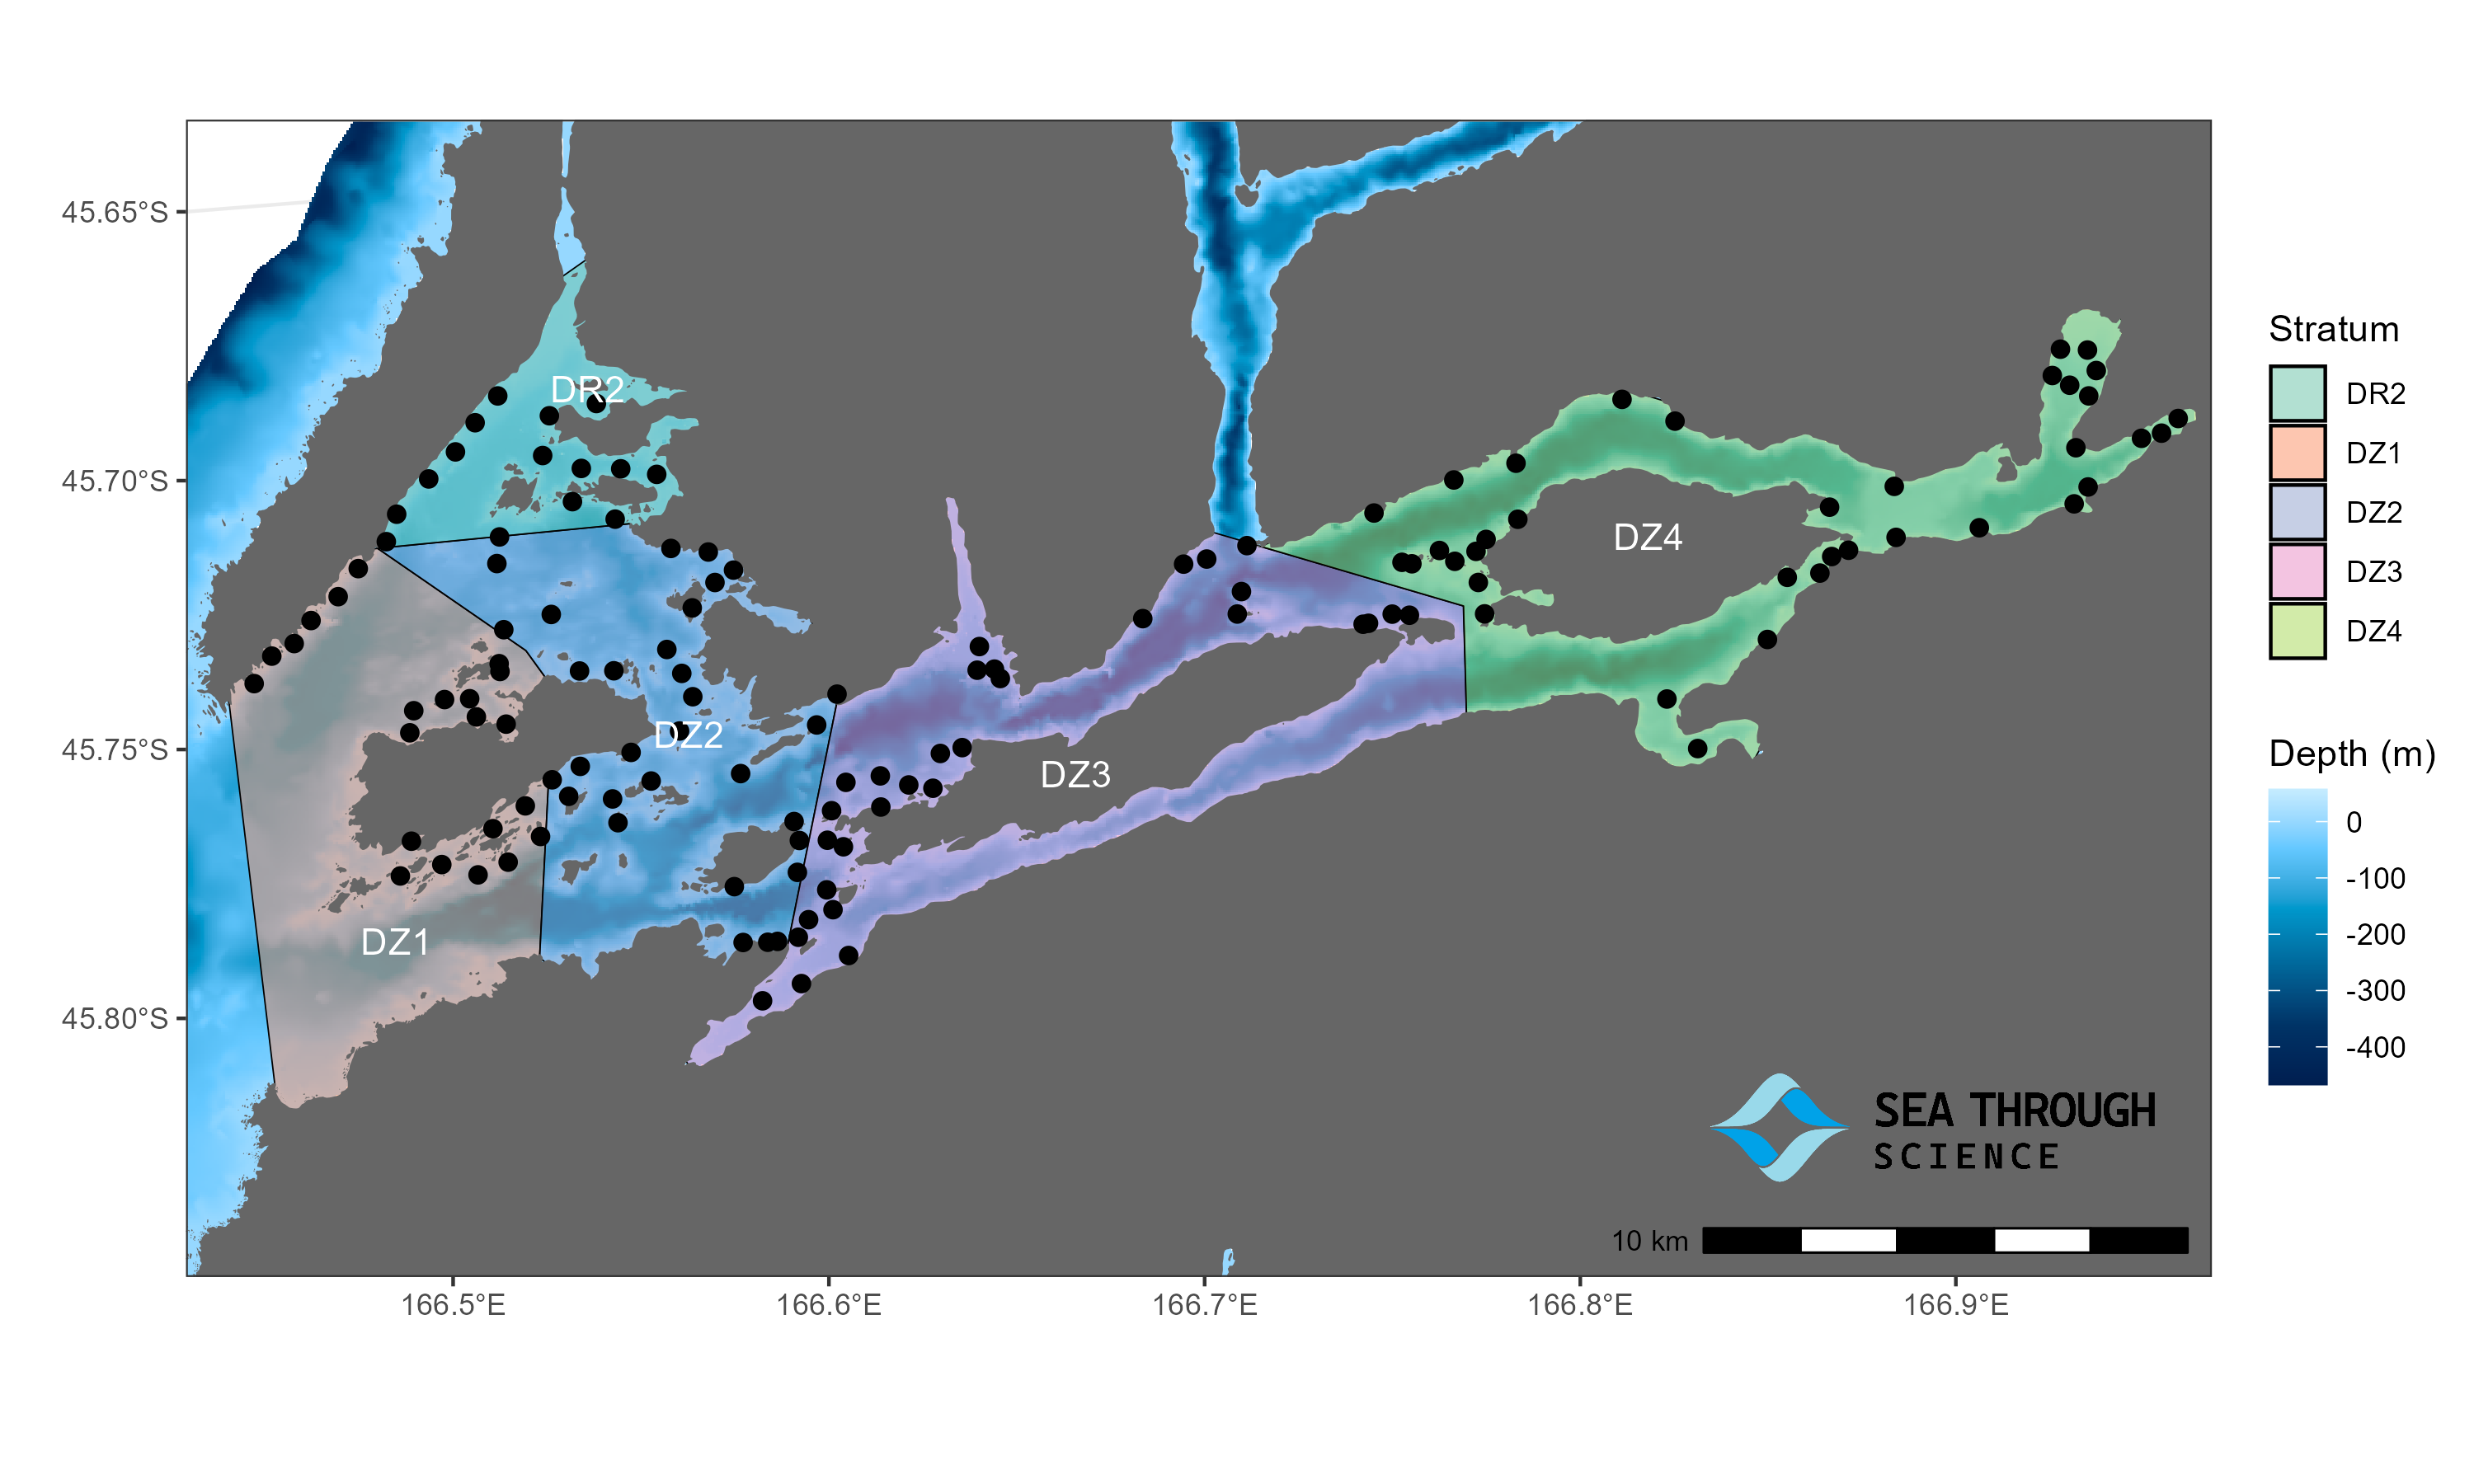 45.65°S
45.70°S
45.75°S
45.80°S
166.5°E
166.6°E
166.7°E
166.8°E
166.9°E
DR2
DZ4
DZ2
DZ3
DZ1
SEA THROUGH
SCIENCE
10 km
Stratum
DR2
DZ1
DZ2
DZ3
DZ4
Depth (m)
0
-100
-200
-300
-400